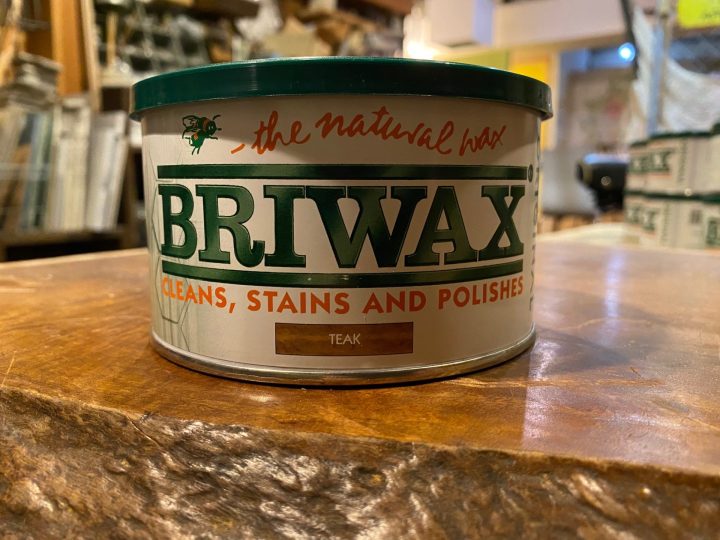 - the natural wax
BRIWAX
CLEANS, STAINS AND POLISHES
TEAK